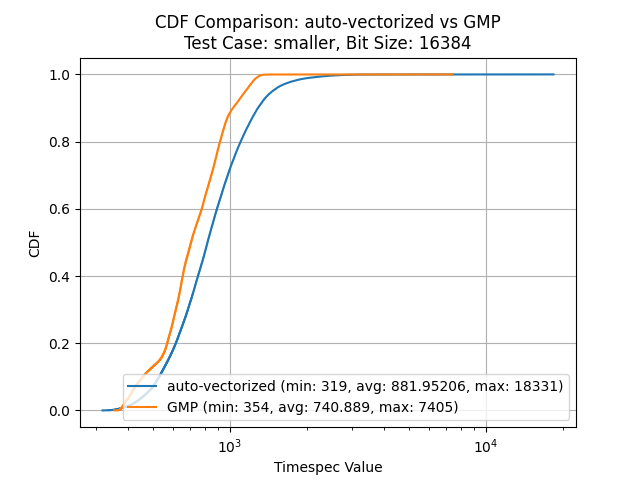 CDF Comparison: auto-vectorized vs GMP
Test Case: smaller, Bit Size: 16384
CDF
1.0
0.8
0.6
0.4
0.2
0.0
auto-vectorized (min: 319, avg: 881.95206, max: 18331)
GMP (min: 354, avg: 740.889, max: 7405)
10³ 10⁴
Timespec Value